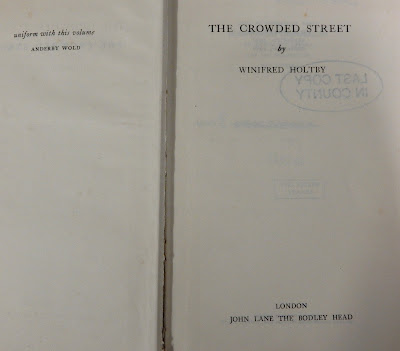 uniform with this volume
ANDERBY WOLD
THE CROWDED STREET
by
WINIFRED HOLTBY
LAST COPY
IN COUNTY
LONDON
JOHN LANE THE BODLEY HEAD